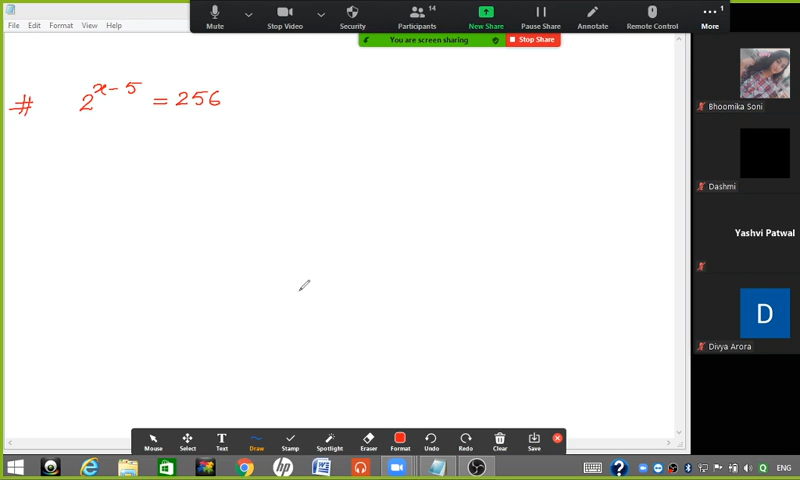 14
1
Mute
Stop Video
Participants
Security
New Share
Pause Share
Annotate
Remote Control
More
File Edit Format View Help
You are screen sharing
Stop Share
# 2^{x-5} = 256
Bhoomika Soni
Dashmi
Yashvi Patwal
D
Divya Arora
Mouse
Select
Text
Draw
Stamp
Spotlight
Eraser
Format
Undo
Redo
Clear
Save
ENG